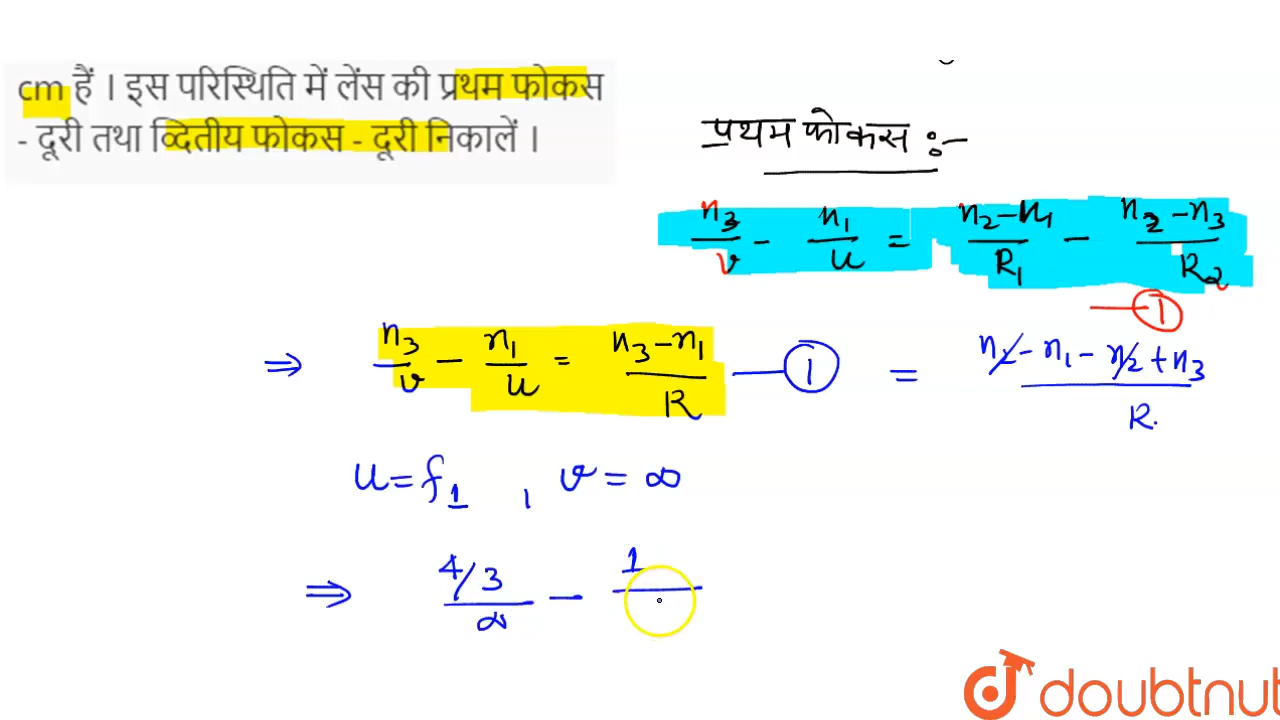 cm हैं । इस परिस्थिति में लेंस की प्रथम फोकस
- दूरी तथा व्दितीय फोकस - दूरी निकालें ।
प्रथम फोकस :-
n₃/v - n₁/u = n₂-n₁/R₁ - n₂-n₃/R₂
—①
⇒ n₃/v - n₁/u = n₃-n₁/R —① = n₂-n₁-n₂+n₃/R.
u=f₁ , v=∞
⇒ 4/3/∞ - 1/
doubtnut